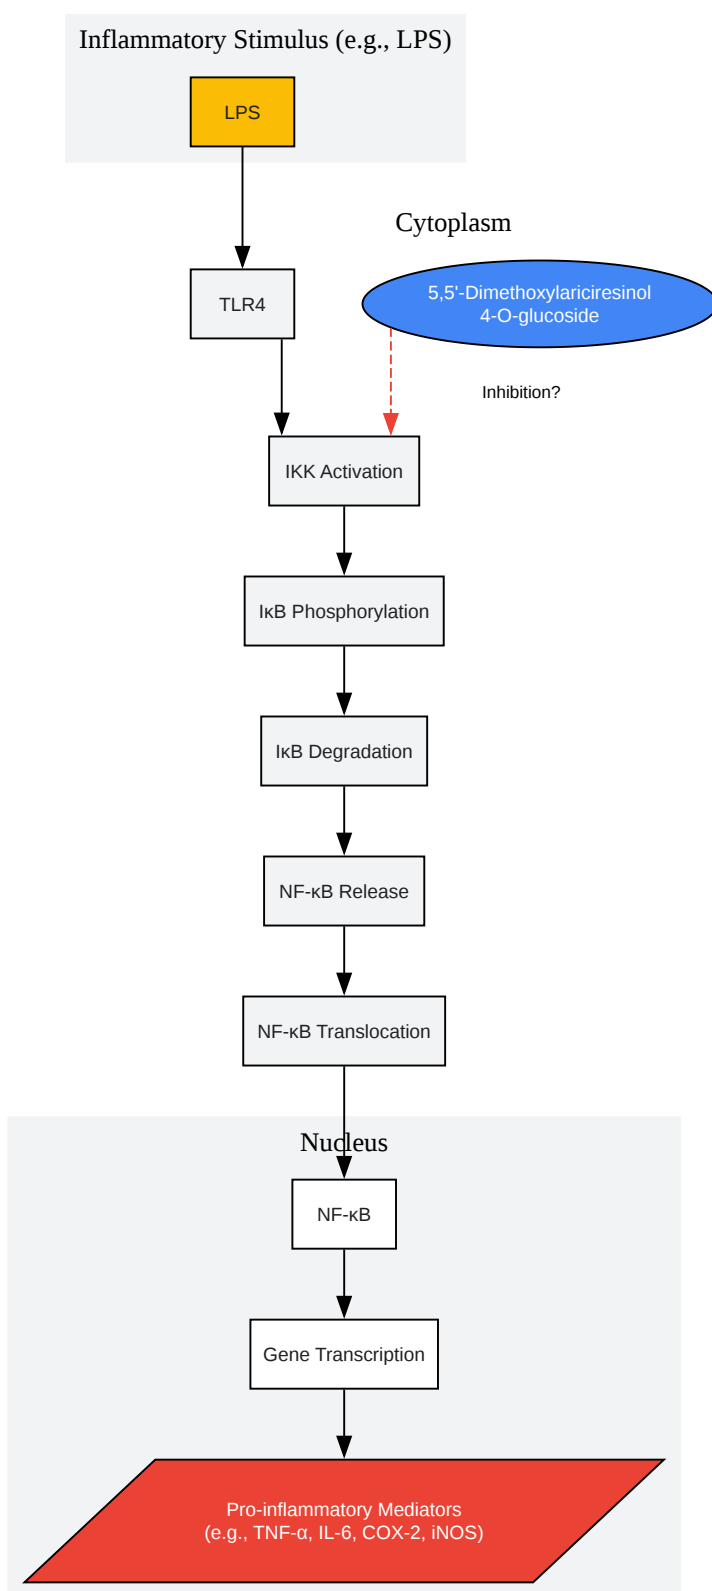 Inflammatory Stimulus (e.g., LPS)
LPS
Cytoplasm
TLR4
5,5'-Dimethoxylariciresinol
4-O-glucoside
Inhibition?
IKK Activation
IκB Phosphorylation
IκB Degradation
NF-κB Release
NF-κB Translocation
Nucleus
NF-κB
Gene Transcription
Pro-inflammatory Mediators
(e.g., TNF-α, IL-6, COX-2, iNOS)